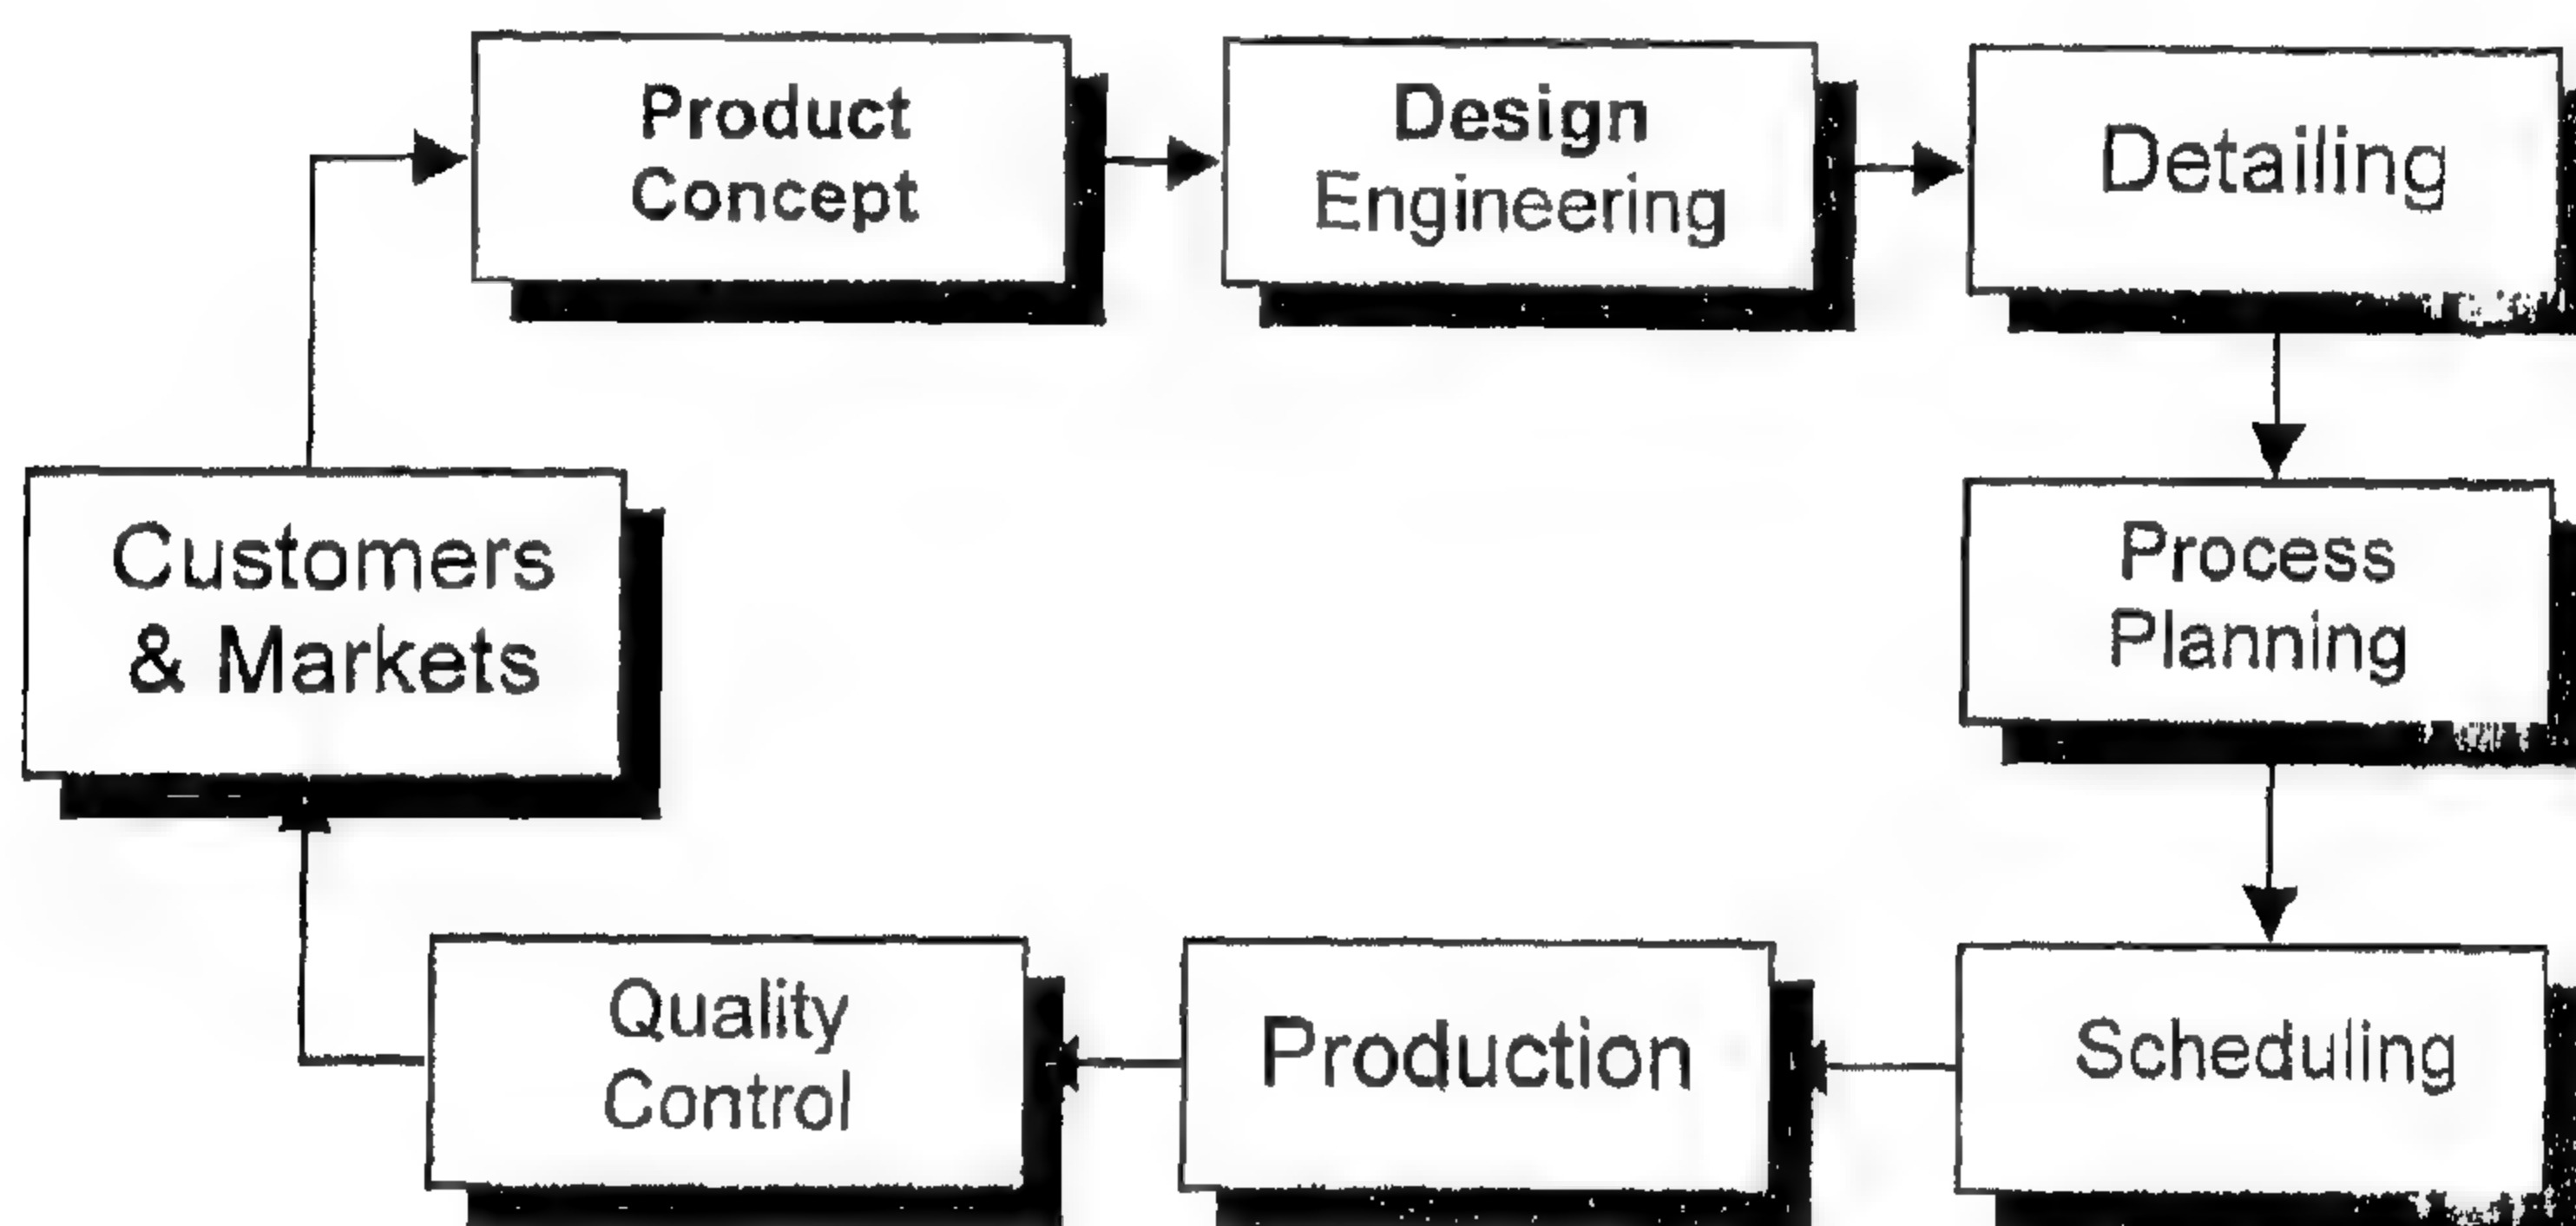 Product
Concept
Design
Engineering
Detailing
Customers
& Markets
Process
Planning
Quality
Control
Production
Scheduling